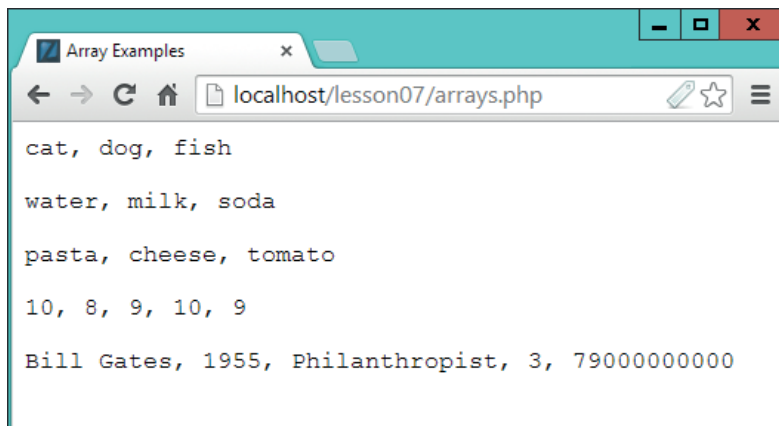 Array Examples
localhost/lesson07/arrays.php
cat, dog, fish
water, milk, soda
pasta, cheese, tomato
10, 8, 9, 10, 9
Bill Gates, 1955, Philanthropist, 3, 79000000000